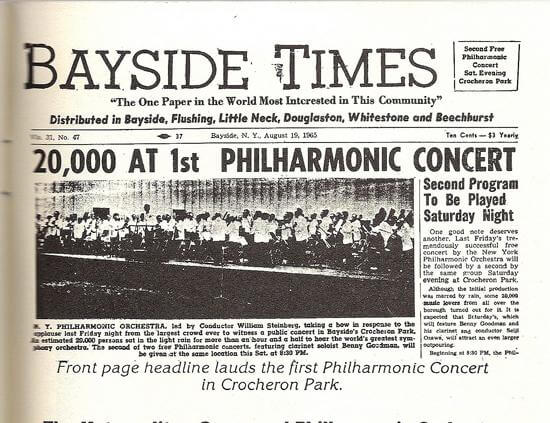 BAYSIDE TIMES
Second Free
Philharmonic
Concert
Sat. Evening
Crocheron Park
"The One Paper in the World Most Interested in This Community"
Distributed in Bayside, Flushing, Little Neck, Douglaston, Whitestone and Beechhurst
31, No. 47
37
Bayside, N. Y., August 19, 1965
Ten Cents — $3 Yearly
20,000 AT 1st PHILHARMONIC CONCERT
Second Program
To Be Played
Saturday Night
One good note deserves
another. Last Friday's tre-
mendously successful free
concert by the New York
Philharmonic Orchestra will
be followed by a second by
the same group Saturday
evening at Crocheron Park.
Although the initial production
was marred by rain, some 20,000
music lovers from all over the
borough turned out for it. It is
expected that Saturday's, which
will feature Benny Goodman and
his clarinet and conductor Seiji
Ozawa, will attract an even larger
outpouring.
Beginning at 8:30 PM, the Phil-
N. Y. PHILHARMONIC ORCHESTRA, led by Conductor William Steinberg, taking a bow in response to the
applause last Friday night from the largest crowd ever to witness a public concert in Bayside's Crocheron Park.
An estimated 20,000 persons sat in the light rain for more than an hour and a half to hear the world's greatest sym-
phony orchestra. The second of two free Philharmonic concerts, featuring clarinet soloist Benny Goodman, will
be given at the same location this Sat. at 8:30 PM.
Front page headline lauds the first Philharmonic Concert
in Crocheron Park.